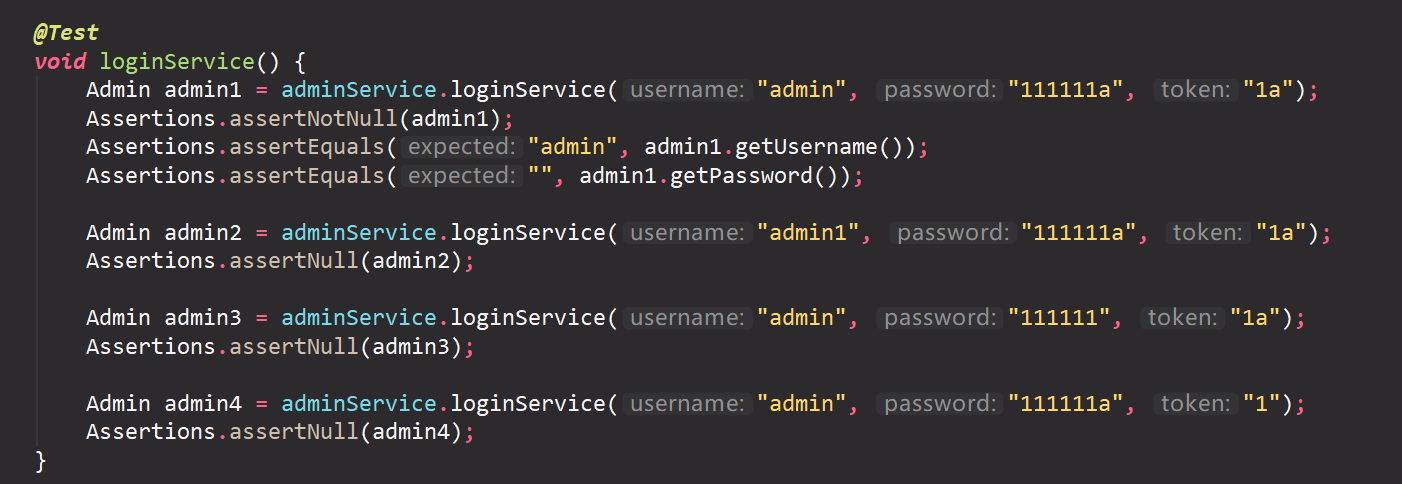 @Test
void loginService() {
Admin admin1 = adminService.loginService( username: "admin", password: "111111a", token: "1a");
Assertions.assertNotNull(admin1);
Assertions.assertEquals( expected: "admin", admin1.getUsername());
Assertions.assertEquals( expected: "", admin1.getPassword());
Admin admin2 = adminService.loginService( username: "admin1", password: "111111a", token: "1a");
Assertions.assertNull(admin2);
Admin admin3 = adminService.loginService( username: "admin", password: "111111", token: "1a");
Assertions.assertNull(admin3);
Admin admin4 = adminService.loginService( username: "admin", password: "111111a", token: "1");
Assertions.assertNull(admin4);
}